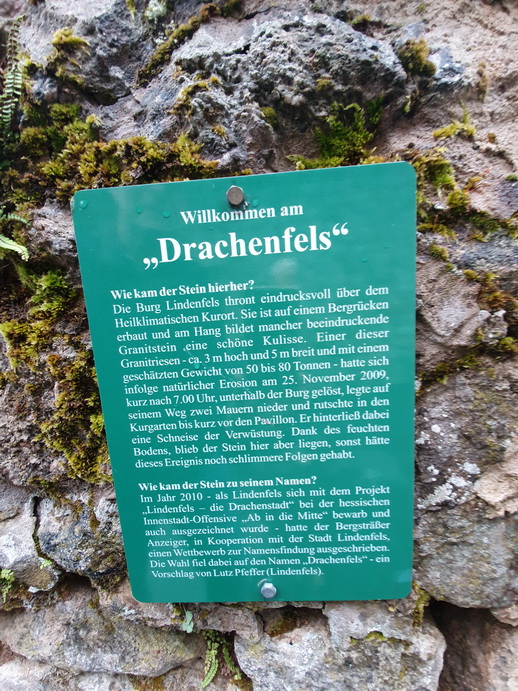 Willkommen am
„Drachenfels“
Wie kam der Stein hierher?
Die Burg Lindenfels thront eindrucksvoll über dem
Heilklimatischen Kurort. Sie ist auf einem Bergrücken
erbaut und am Hang bildet mancher beeindruckende
Granitstein ‚eine schöne Kulisse. Einer dieser
Granitriesen - ca. 3 m hoch und 5 m breit und mit einem
geschätzten Gewicht von 50 bis 80 Tonnen - hatte sich
infolge natürlicher Erosion am 25. November 2009,
kurz nach 7.00 Uhr, unterhalb der Burg gelöst, legte auf
seinem Weg zwei Mauern nieder und rutschte in den
Kurgarten bis kurz vor den Pavillon. Er hinterließ dabei
eine Schneise der Verwüstung. Dank des feuchten
Bodens, blieb der Stein hier aber liegen, sonst hätte
dieses Ereignis noch schlimmere Folgen gehabt.
Wie kam der Stein zu seinem Namen?
Im Jahr 2010 - als Lindenfels sich mit dem Projekt
„Lindenfels – die Drachenstadt“ bei der hessischen
Innenstadt-Offensive „Ab in die Mitte“ bewarb und
auch ausgezeichnet wurde - hatte der Bergsträßer
Anzeiger, in Kooperation mit der Stadt Lindenfels,
einen Wettbewerb zur Namensfindung ausgeschrieben.
Die Wahl fiel dabei auf den Namen „Drachenfels“ - ein
Vorschlag von Lutz Pfeffer (Lindenfels).